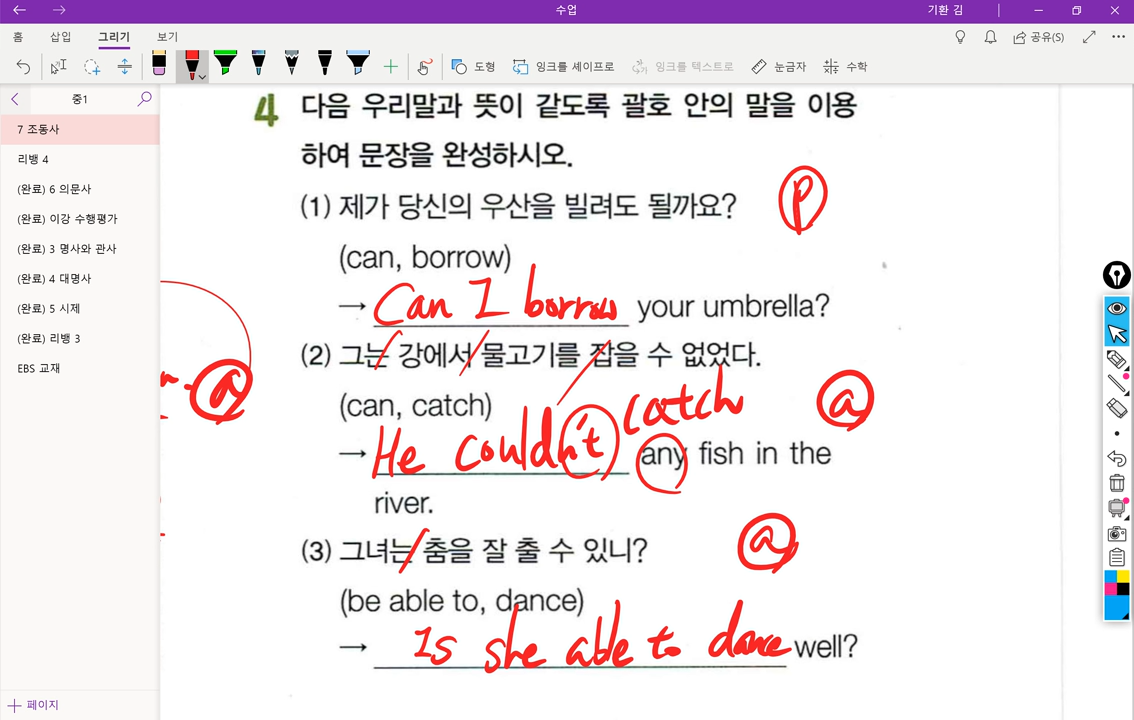 수업
기환 김
홈 삽입 그리기 보기
공유(S)
도형 잉크를 셰이프로 잉크를 텍스트로 눈금자 수학
중1
7 조동사
리뱅 4
(완료) 6 의문사
(완료) 이강 수행평가
(완료) 3 명사와 관사
(완료) 4 대명사
(완료) 5 시제
(완료) 리뱅 3
EBS 교재
페이지
4 다음 우리말과 뜻이 같도록 괄호 안의 말을 이용
하여 문장을 완성하시오.
(1) 제가 당신의 우산을 빌려도 될까요? p
(can, borrow)
→ Can I borrow your umbrella?
(2) 그는 강에서 물고기를 잡을 수 없었다.
(can, catch) catch a
→ He couldn't any fish in the
river.
(3) 그녀는 춤을 잘 출 수 있니? a
(be able to, dance)
→ Is she able to dance well?
a